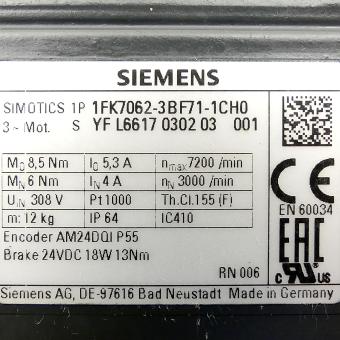 SIEMENS
SIMOTICS 1P 1FK7062-3BF71-1CH0
3~ Mot. S YF L6617 0302 03 001
M0 8,5 Nm I0 5,3 A nmax 7200 /min
MN 6 Nm IN 4 A nN 3000 /min
UIN 308 V Pt1000 Th.Cl.155 (F)
m: 12 kg IP 64 IC410
EN 60034
Encoder AM24DQI P55
Brake 24VDC 18W 13Nm
EAC
c RU us
RN 006
Siemens AG, DE-97616 Bad Neustadt Made in Germany